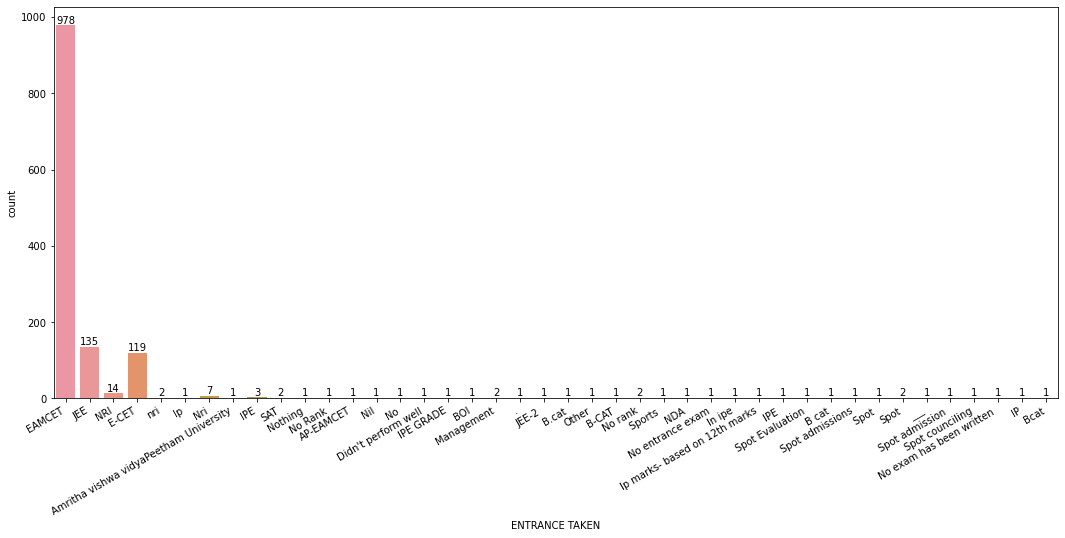 1000
800
600
400
200
0
count
978
135
14
119
2
1
7
1
3
2
1
1
1
1
1
1
1
1
2
1
1
1
1
1
2
1
1
1
1
1
1
1
1
1
1
2
1
1
1
1
1
1
EAMCET
JEE
NRI
E-CET
nri
Ip
Nri
Amritha vishwa vidyaPeetham University
IPE
SAT
Nothing
No Rank
AP-EAMCET
Nil
No
Didn't perform well
IPE GRADE
BOI
Management
.
JEE-2
B.cat
Other
B-CAT
No rank
Sports
NDA
No entrance exam
In ipe
Ip marks- based on 12th marks
IPE
Spot Evaluation
B cat
Spot admissions
Spot
Spot
__
Spot admission
Spot counciling
No exam has been written
IP
Bcat
ENTRANCE TAKEN